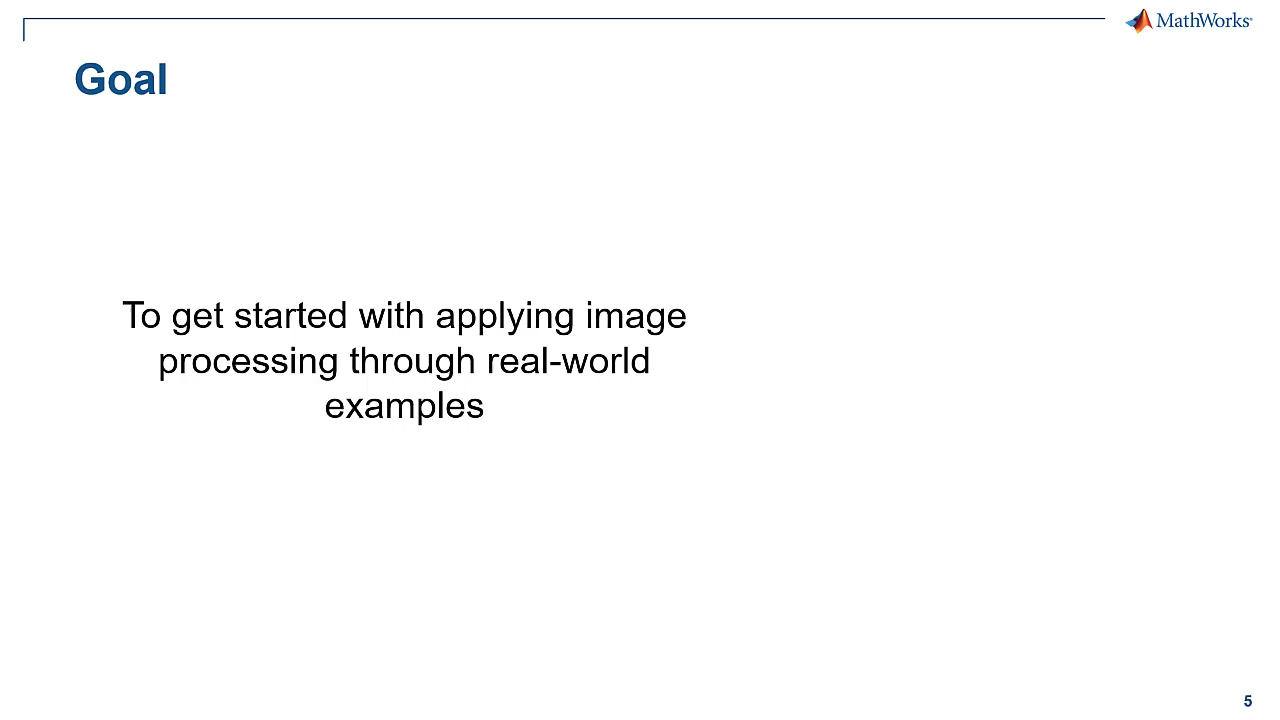 MathWorks®
Goal
To get started with applying image
processing through real-world
examples
5